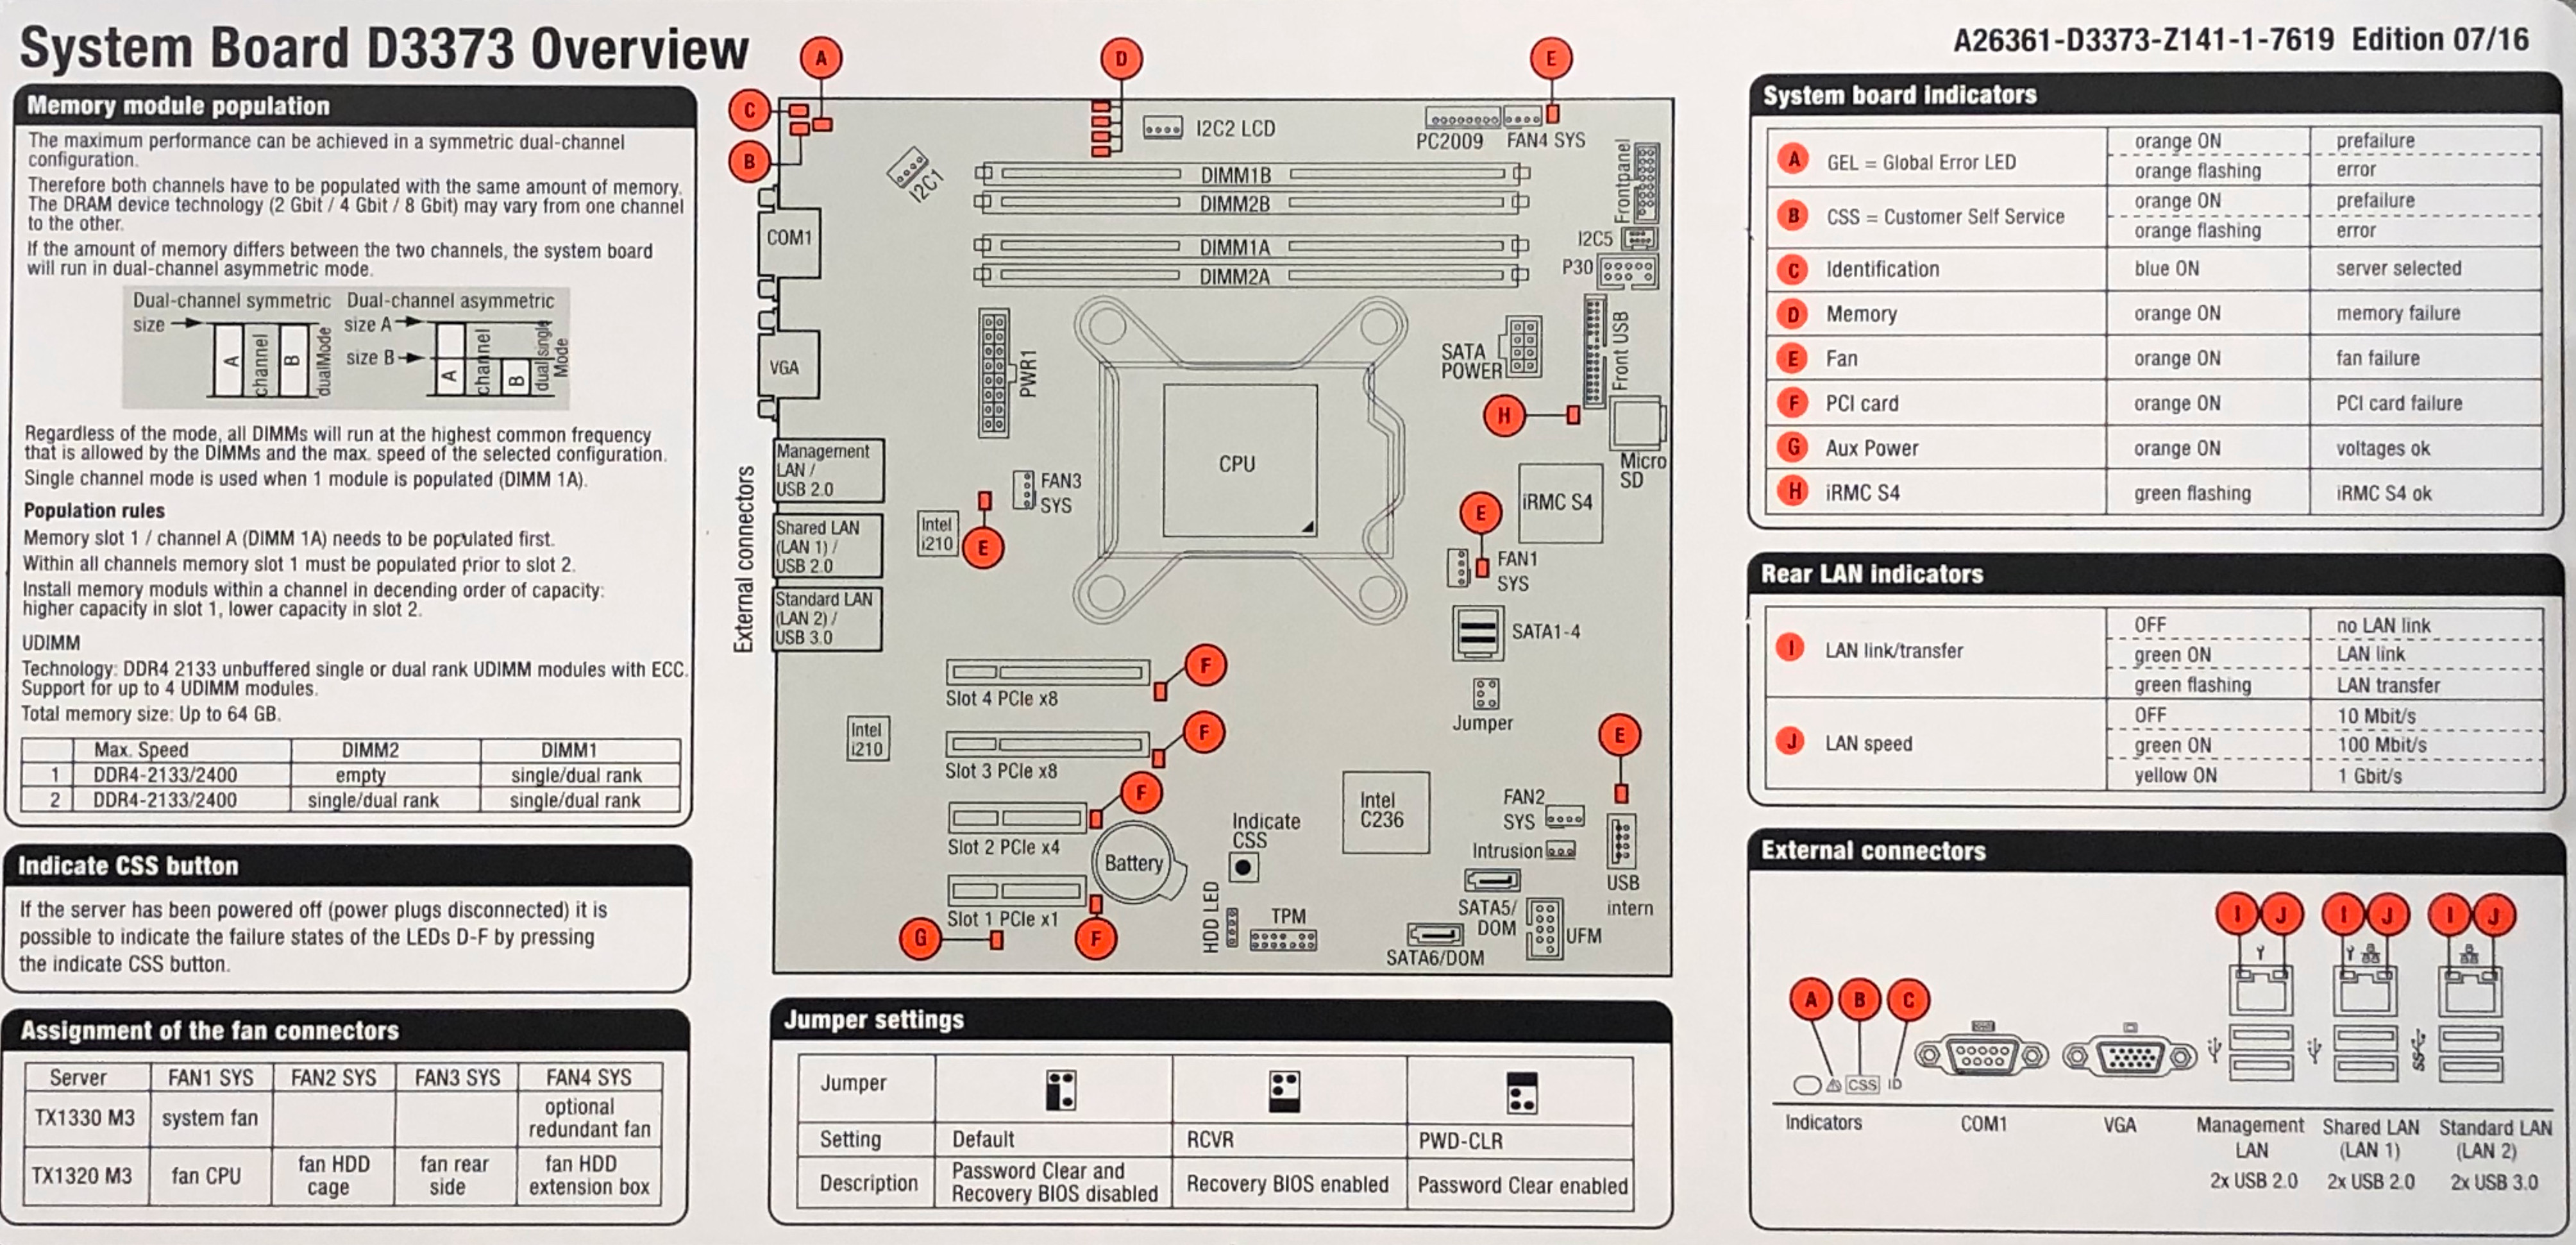 System Board D3373 Overview
A26361-D3373-Z141-1-7619 Edition 07/16
Memory module population
The maximum performance can be achieved in a symmetric dual-channel
configuration.
Therefore both channels have to be populated with the same amount of memory.
The DRAM device technology (2 Gbit / 4 Gbit / 8 Gbit) may vary from one channel
to the other.
If the amount of memory differs between the two channels, the system board
will run in dual-channel asymmetric mode.
Dual-channel symmetric Dual-channel asymmetric
size
A
channel
B
dualMode
size A
size B
A
channel
B
dual single
Mode
Regardless of the mode, all DIMMs will run at the highest common frequency
that is allowed by the DIMMs and the max. speed of the selected configuration.
Single channel mode is used when 1 module is populated (DIMM 1A).
Population rules
Memory slot 1 / channel A (DIMM 1A) needs to be populated first.
Within all channels memory slot 1 must be populated prior to slot 2.
Install memory moduls within a channel in decending order of capacity:
higher capacity in slot 1, lower capacity in slot 2.
UDIMM
Technology: DDR4 2133 unbuffered single or dual rank UDIMM modules with ECC.
Support for up to 4 UDIMM modules.
Total memory size: Up to 64 GB.
Max. Speed DIMM2 DIMM1
1 DDR4-2133/2400 empty single/dual rank
2 DDR4-2133/2400 single/dual rank single/dual rank
Indicate CSS button
If the server has been powered off (power plugs disconnected) it is
possible to indicate the failure states of the LEDs D-F by pressing
the indicate CSS button.
Assignment of the fan connectors
Server FAN1 SYS FAN2 SYS FAN3 SYS FAN4 SYS
TX1330 M3 system fan optional
redundant fan
TX1320 M3 fan CPU fan HDD
cage fan rear
side fan HDD
extension box
A
D
E
C
B
I2C2 LCD
PC2009 FAN4 SYS
I2C1
DIMM1B
DIMM2B
DIMM1A
DIMM2A
Frontpanel
I2C5
P30
COM1
VGA
PWR1
SATA
POWER
Front USB
H
Micro
SD
External connectors
Management
LAN /
USB 2.0
Shared LAN
(LAN 1) /
USB 2.0
Standard LAN
(LAN 2) /
USB 3.0
FAN3
SYS
Intel
i210
E
CPU
iRMC S4
E
FAN1
SYS
SATA1-4
Jumper
F
Slot 4 PCIe x8
Intel
i210
F
Slot 3 PCIe x8
F
Slot 2 PCIe x4
Battery
Slot 1 PCIe x1
G
F
Indicate
CSS
HDD LED
TPM
Intel
C236
E
FAN2
SYS
Intrusion
USB
intern
SATA5/
DOM
UFM
SATA6/DOM
Jumper settings
Jumper
Setting Default RCVR PWD-CLR
Description Password Clear and
Recovery BIOS disabled Recovery BIOS enabled Password Clear enabled
System board indicators
A GEL = Global Error LED orange ON prefailure
orange flashing error
B CSS = Customer Self Service orange ON prefailure
orange flashing error
C Identification blue ON server selected
D Memory orange ON memory failure
E Fan orange ON fan failure
F PCI card orange ON PCI card failure
G Aux Power orange ON voltages ok
H iRMC S4 green flashing iRMC S4 ok
Rear LAN indicators
I LAN link/transfer OFF no LAN link
green ON LAN link
green flashing LAN transfer
J LAN speed OFF 10 Mbit/s
green ON 100 Mbit/s
yellow ON 1 Gbit/s
External connectors
I J I J I J
A B C
CSS ID
Indicators COM1 VGA
Management
LAN
2x USB 2.0
Shared LAN
(LAN 1)
2x USB 2.0
Standard LAN
(LAN 2)
2x USB 3.0